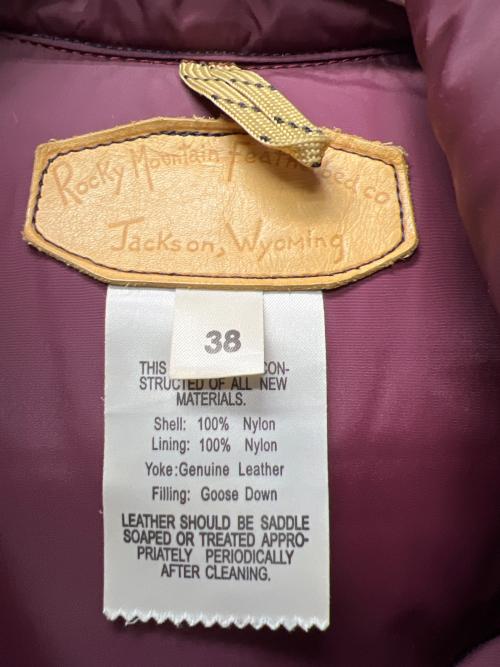 Rocky Mountain Featherbed co
Jackson, Wyoming
38
THIS CON-
STRUCTED OF ALL NEW
MATERIALS.
Shell: 100% Nylon
Lining: 100% Nylon
Yoke:Genuine Leather
Filling: Goose Down
LEATHER SHOULD BE SADDLE
SOAPED OR TREATED APPRO-
PRIATELY PERIODICALLY
AFTER CLEANING.